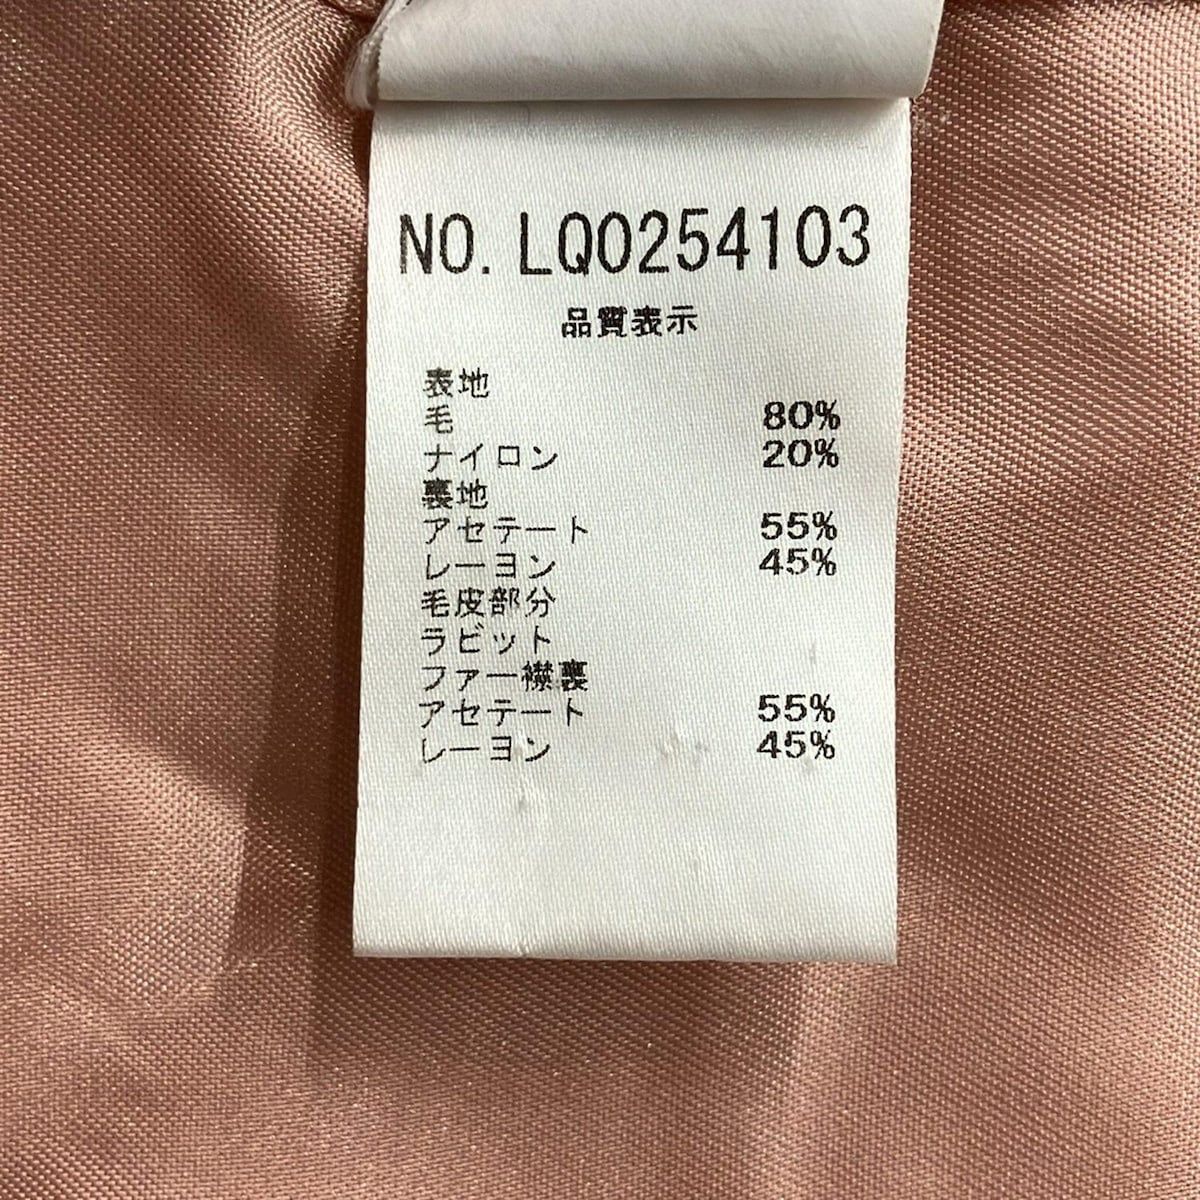 NO. LQ0254103
品質表示
表地
毛 80%
ナイロン 20%
裏地
アセテート 55%
レーヨン 45%
毛皮部分
ラビット
ファー襟裏
アセテート 55%
レーヨン 45%